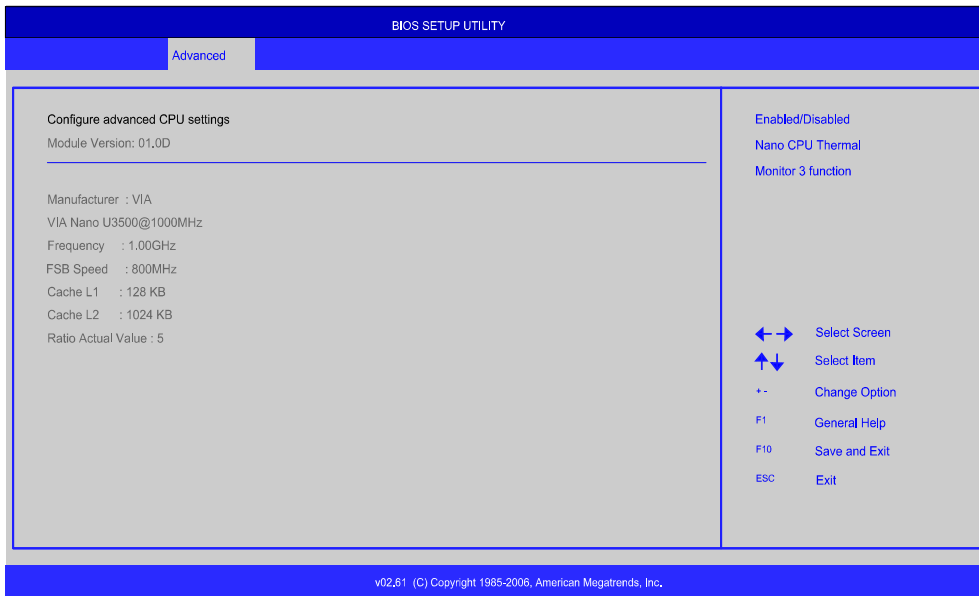 BIOS SETUP UTILITY
Advanced
Configure advanced CPU settings
Module Version: 01.0D
Manufacturer : VIA
VIA Nano U3500@1000MHz
Frequency : 1.00GHz
FSB Speed : 800MHz
Cache L1 : 128 KB
Cache L2 : 1024 KB
Ratio Actual Value : 5
Enabled/Disabled
Nano CPU Thermal
Monitor 3 function
Select Screen
Select Item
+ - Change Option
F1 General Help
F10 Save and Exit
ESC Exit
v02.61 (C) Copyright 1985-2006, American Megatrends, Inc.